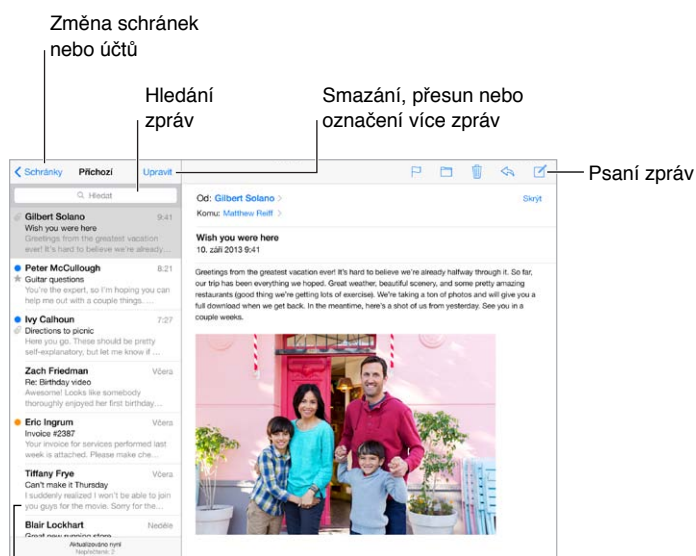 Změna schránek
nebo účtů
Hledání
zpráv
Smazání, přesun nebo
označení více zpráv
Psaní zpráv
Schránky Příchozí Upravit
Hledat
Gilbert Solano 9:41
Wish you were here
Greetings from the greatest vacation
ever! It's hard to believe we're already…
Peter McCullough 8:21
Guitar questions
You're the expert, so I'm hoping you can
help me out with a couple things. …
Ivy Calhoun 7:27
Directions to picnic
Here you go. These should be pretty
self-explanatory, but let me know if …
Zach Friedman Včera
Re: Birthday video
Awesome! Looks like somebody
thoroughly enjoyed her first birthday…
Eric Ingrum Včera
Invoice #2387
Your invoice for services performed last
week is attached. Please make che…
Tiffany Frye Včera
Can't make it Thursday
I suddenly realized I won't be able to join
you guys for the movie. Sorry for the…
Blair Lockhart Neděle
Great new running store
Aktualizováno nyní
Nepřečtené: 2
Od: Gilbert Solano
Skrýt
Komu: Matthew Reiff
Wish you were here
10. září 2013 9:41
Greetings from the greatest vacation ever! It's hard to believe we're already halfway through it. So far,
our trip has been everything we hoped. Great weather, beautiful scenery, and some pretty amazing
restaurants (good thing we're getting lots of exercise). We're taking a ton of photos and will give you a
full download when we get back. In the meantime, here's a shot of us from yesterday. See you in a
couple weeks.